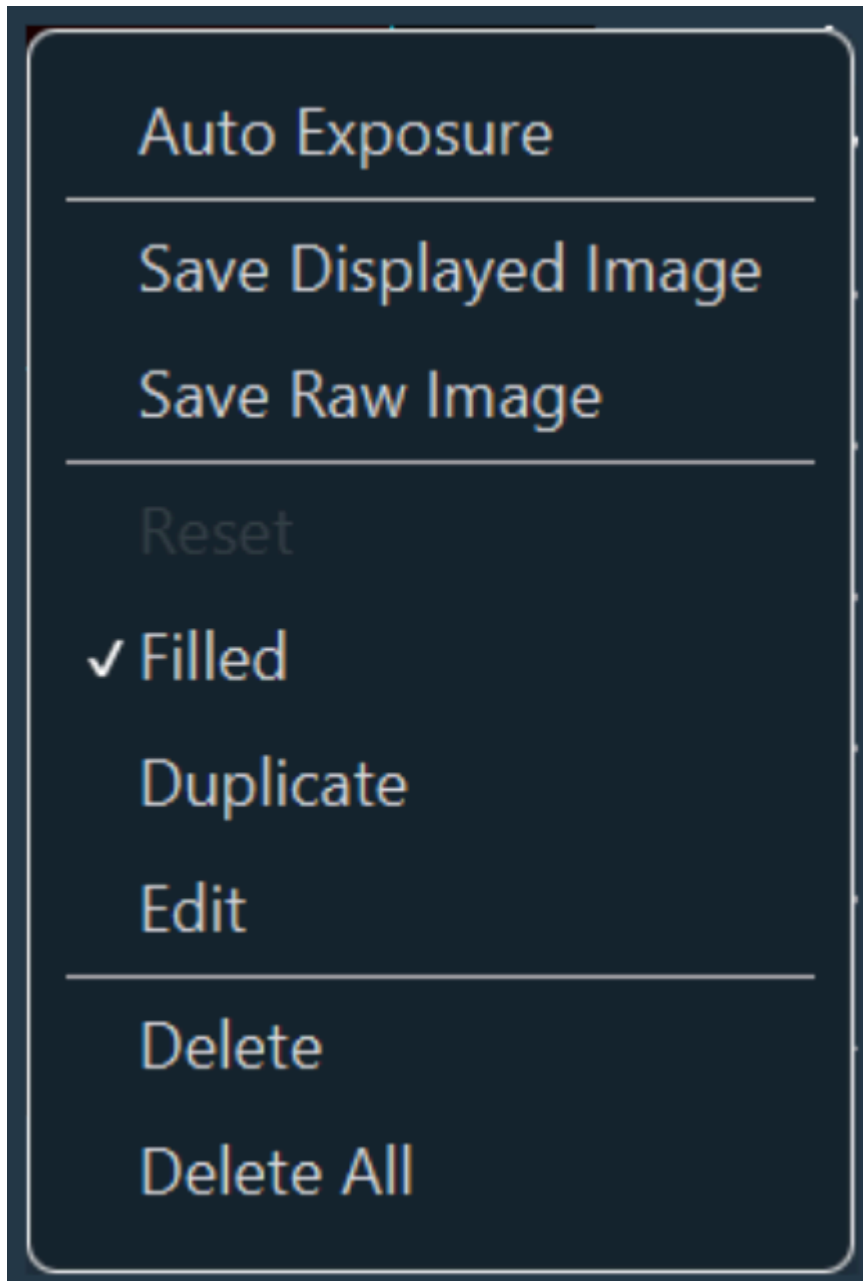 Auto Exposure
Save Displayed Image
Save Raw Image
Reset
✓ Filled
Duplicate
Edit
Delete
Delete All